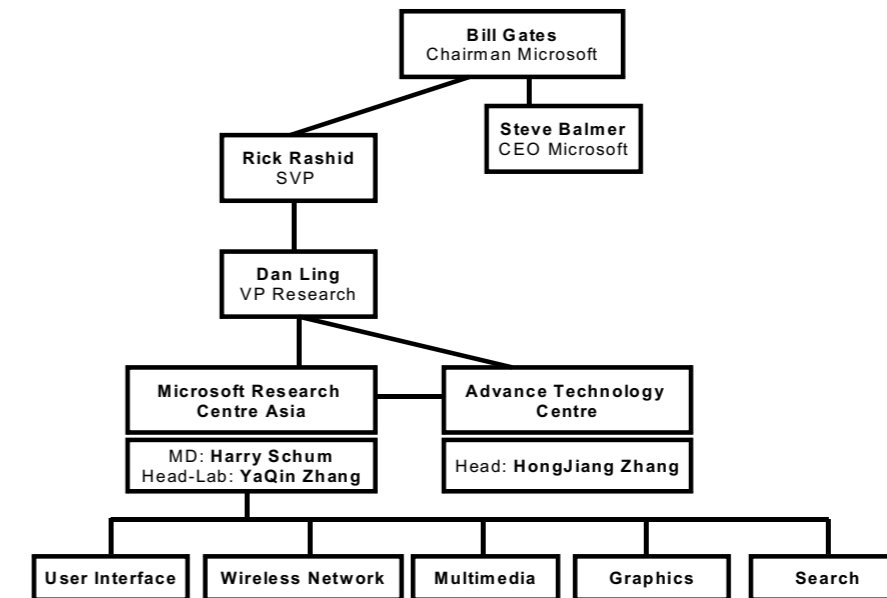 Bill Gates
Chairman Microsoft
Steve Balmer
CEO Microsoft
Rick Rashid
SVP
Dan Ling
VP Research
Microsoft Research
Centre Asia
Advance Technology
Centre
MD: Harry Schum
Head-Lab: YaQin Zhang
Head: HongJiang Zhang
User Interface
Wireless Network
Multimedia
Graphics
Search